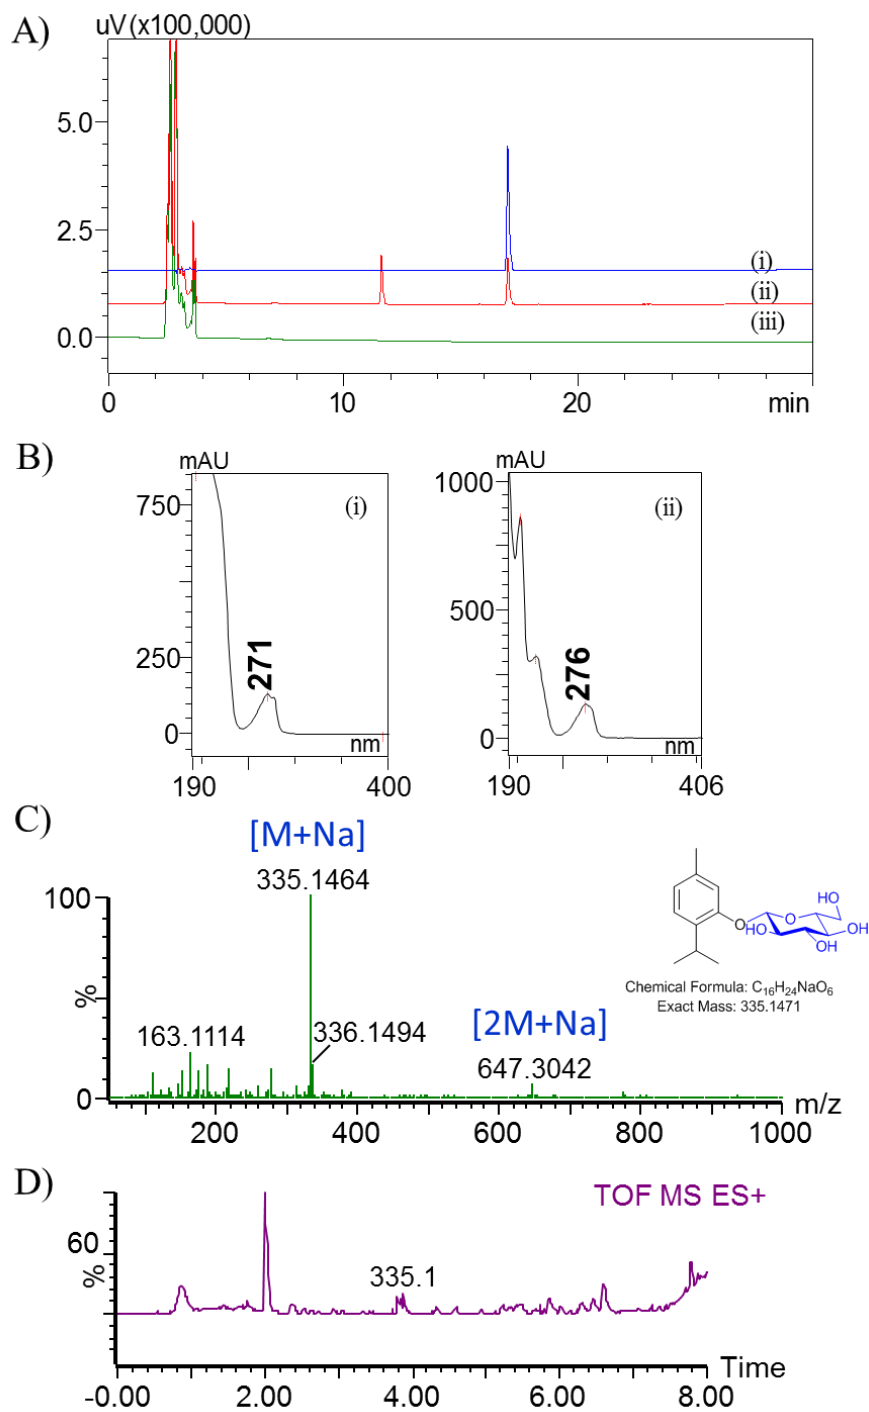 A)
uV(x100,000)
5.0
2.5
0.0
(i)
(ii)
(iii)
0 10 20 min
B)
mAU
750
250
0
271
(i)
nm
190 400
mAU
1000
500
0
276
(ii)
nm
190 406
C)
[M+Na]
335.1464
100
%
0
163.1114
336.1494
[2M+Na]
647.3042
200 400 600 800 1000
m/z
HO
O
O
HO
HO
OH
OH
Chemical Formula: C₁₆H₂₄NaO₆
Exact Mass: 335.1471
D)
TOF MS ES+
60
%
335.1
Time
-0.00 2.00 4.00 6.00 8.00